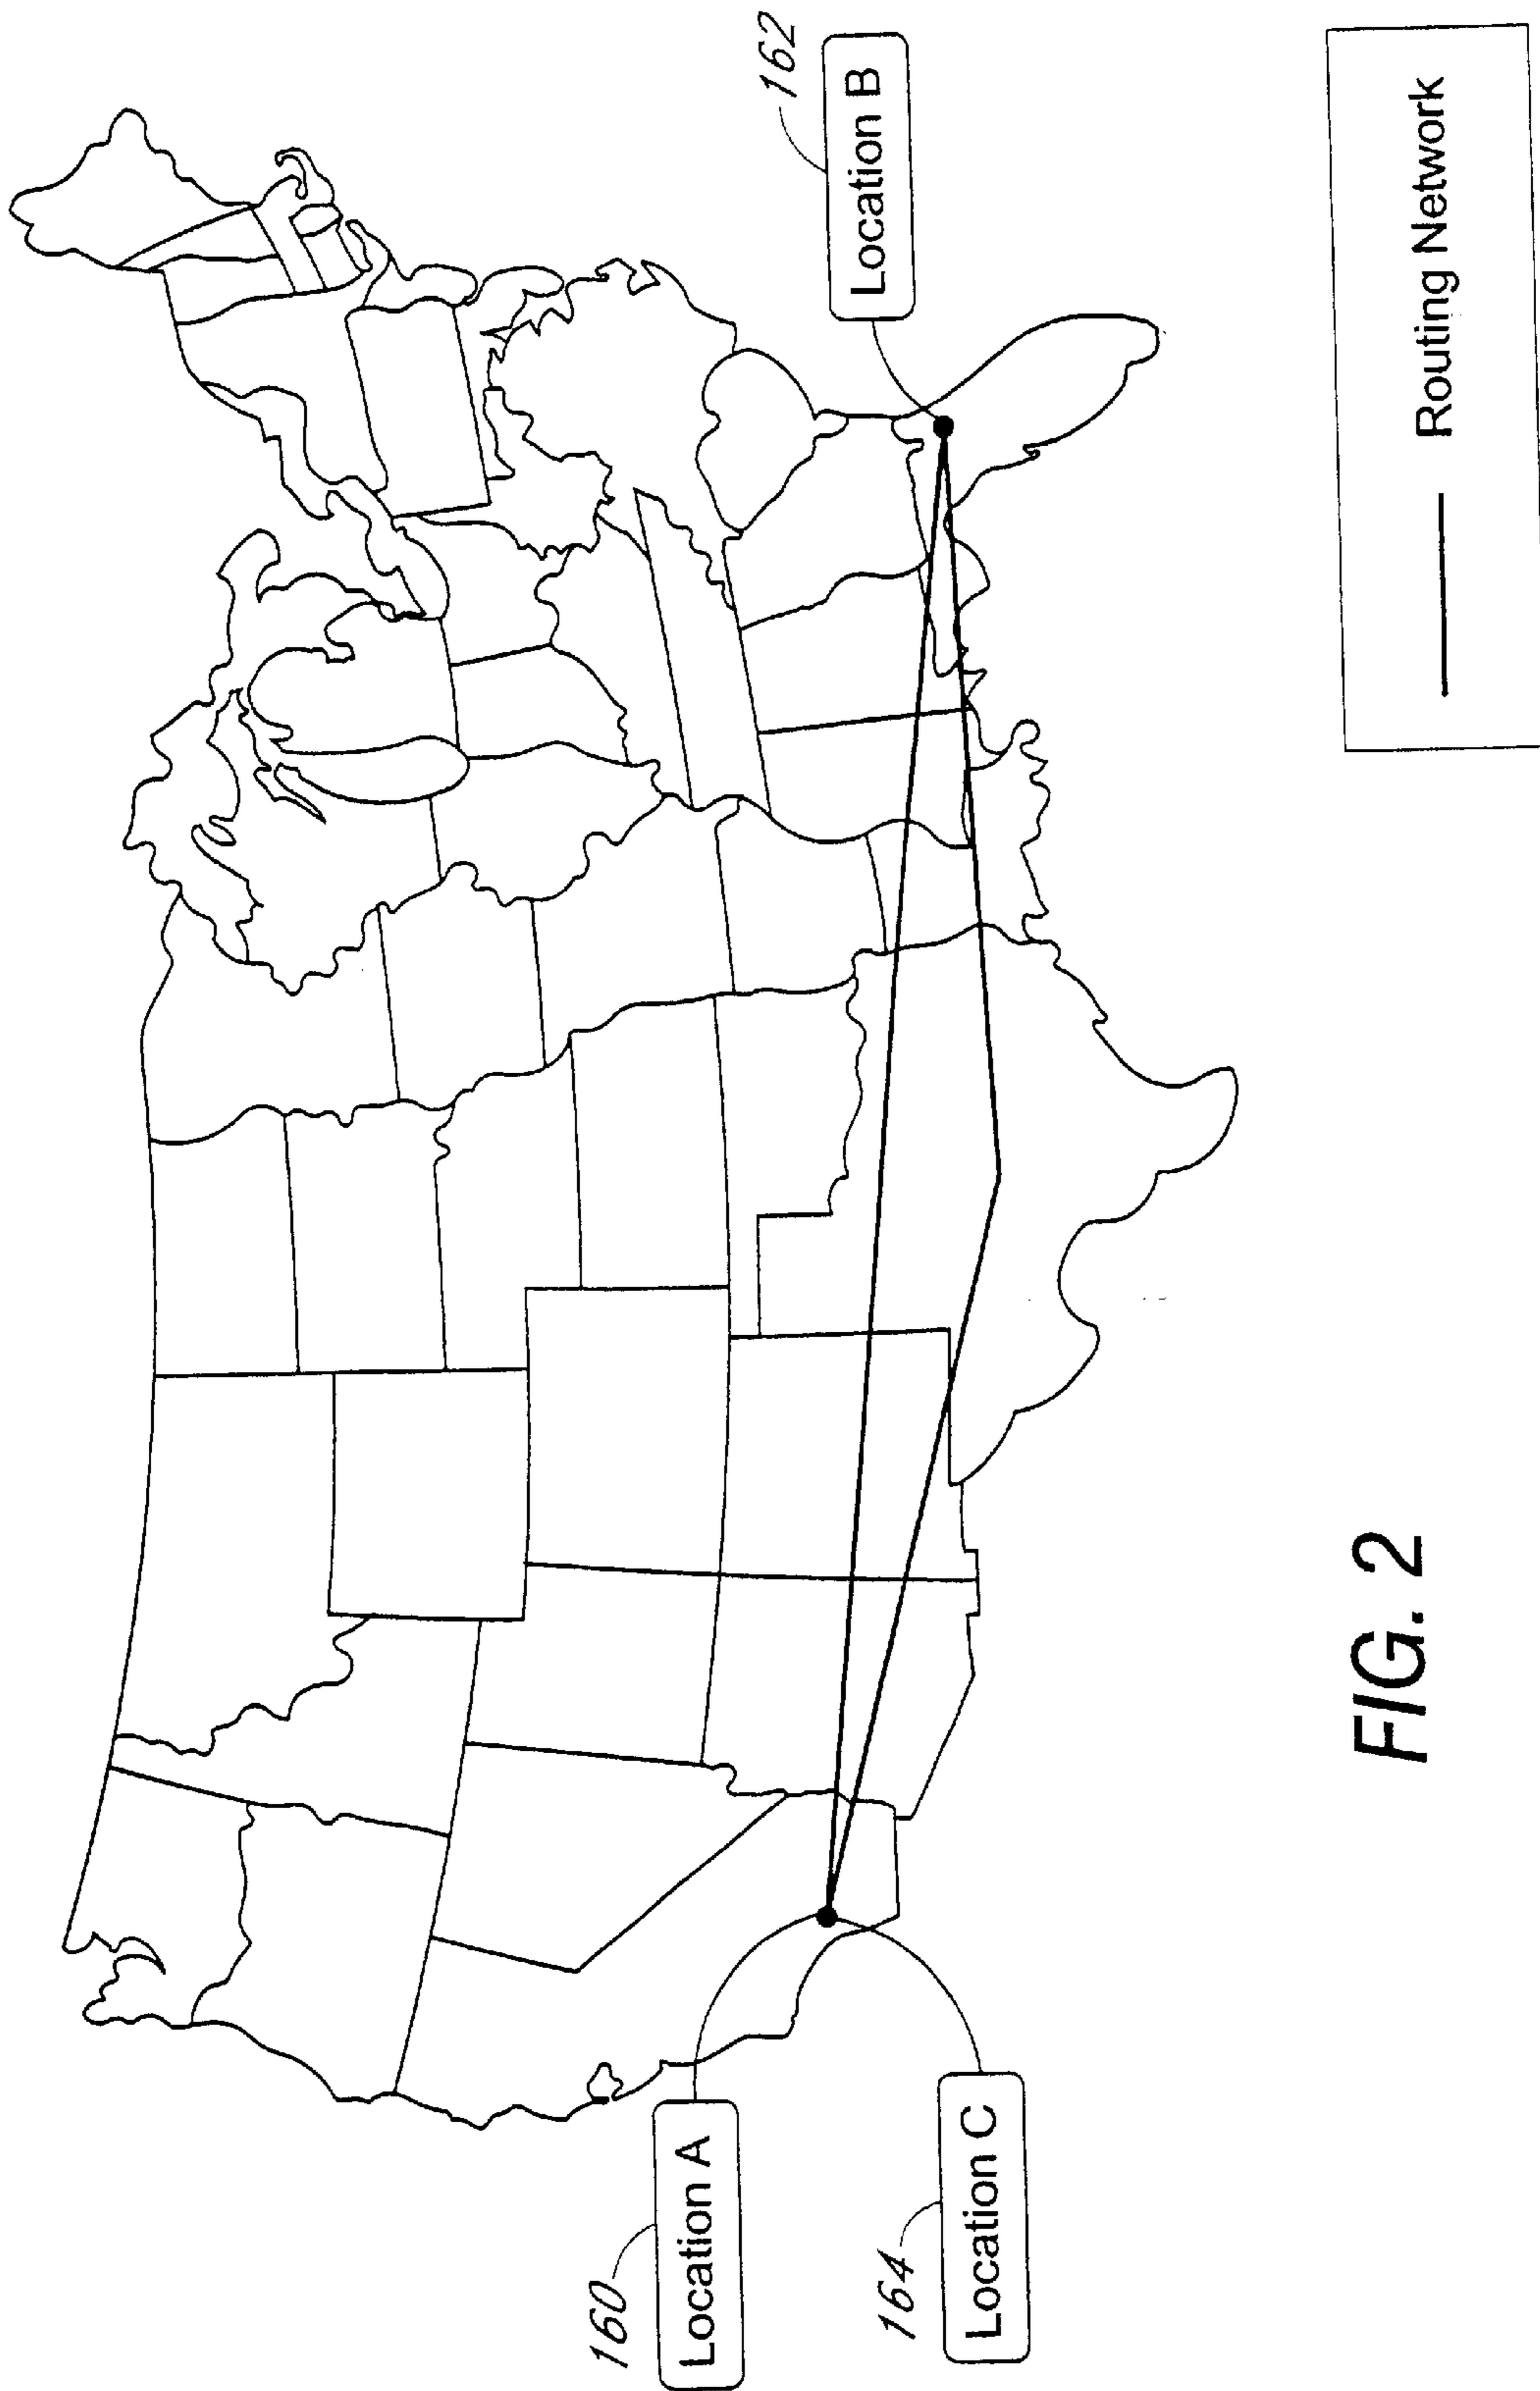 160
Location A
164
Location C
162
Location B
Routing Network
FIG. 2